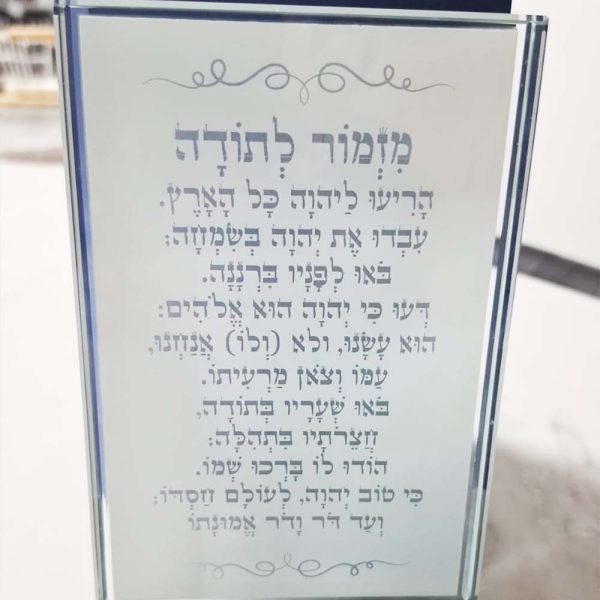 מִזְמוֹר לְתוֹדָה
הָרִיעוּ לַיהוָה כָּל הָאָרֶץ.
עִבְדוּ אֶת יְהוָה בְּשִׂמְחָה;
בֹּאוּ לְפָנָיו בִּרְנָנָה.
דְּעוּ כִּי יְהוָה הוּא אֱלֹהִים:
הוּא עָשָׂנוּ, וְלֹא (וְלוֹ) אֲנַחְנוּ,
עַמּוֹ וְצֹאן מַרְעִיתוֹ.
בֹּאוּ שְׁעָרָיו בְּתוֹדָה,
חֲצֵרֹתָיו בִּתְהִלָּה;
הוֹדוּ לוֹ בָּרְכוּ שְׁמוֹ.
כִּי טוֹב יְהוָה, לְעוֹלָם חַסְדּוֹ;
וְעַד דֹּר וָדֹר אֱמוּנָתוֹ